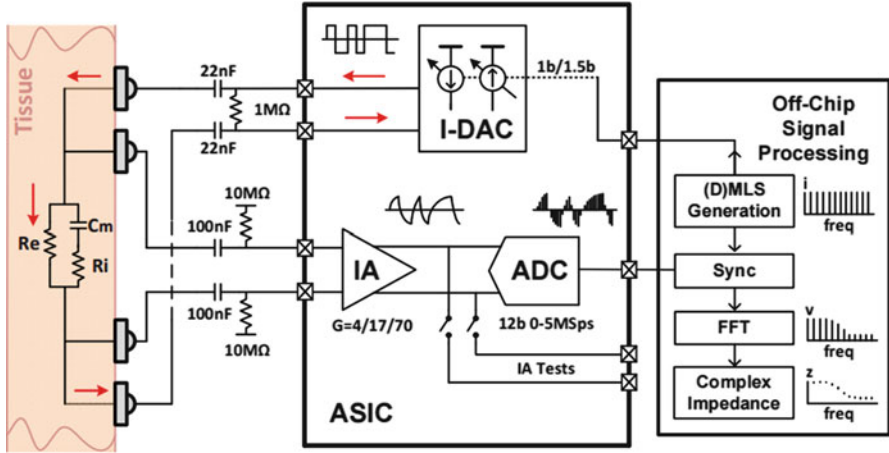 Tissue
Re
Cm
Ri
22nF
22nF
1MΩ
10MΩ
100nF
100nF
10MΩ
I-DAC
1b/1.5b
IA
G=4/17/70
ADC
12b 0-5MSps
IA Tests
ASIC
Off-Chip
Signal
Processing
(D)MLS
Generation
i
freq
Sync
FFT
v
freq
Complex
Impedance
z
freq